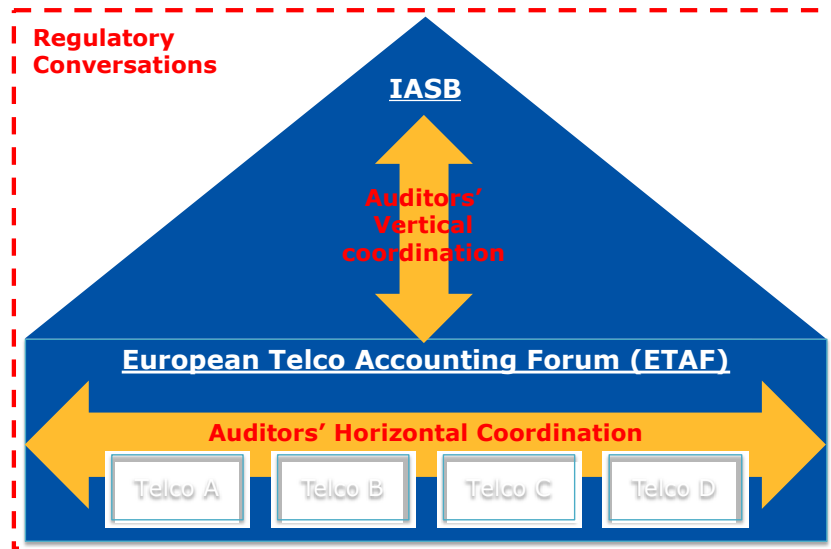 Regulatory
Conversations
IASB
Auditors’
Vertical
coordination
European Telco Accounting Forum (ETAF)
Auditors’ Horizontal Coordination
Telco A
Telco B
Telco C
Telco D